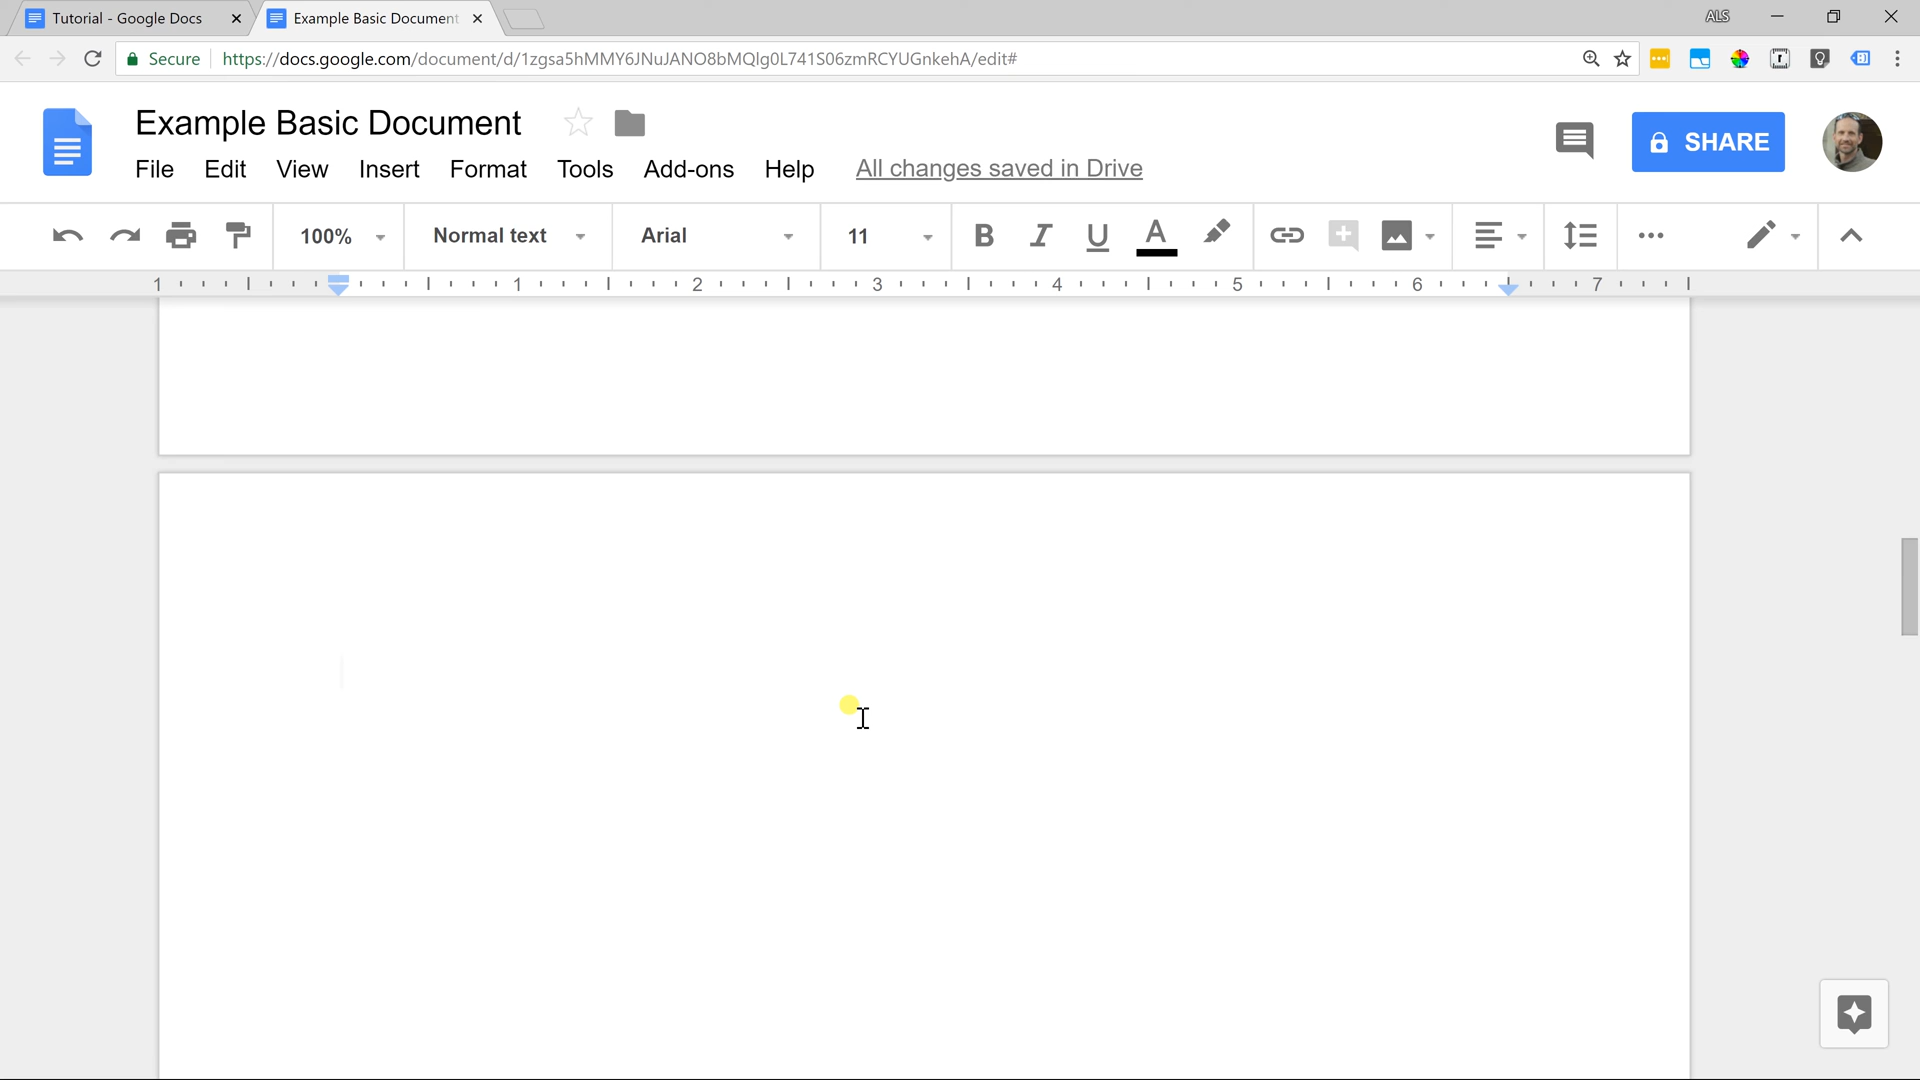 Tutorial - Google Docs
Example Basic Document
ALS
Secure
https://docs.google.com/document/d/1zgsa5hMMY6JNuJANO8bMQlg0L741S06zmRCYUGnkehA/edit#
Example Basic Document
File Edit View Insert Format Tools Add-ons Help All changes saved in Drive
SHARE
100% Normal text Arial 11 B I U A
1 1 2 3 4 5 6 7